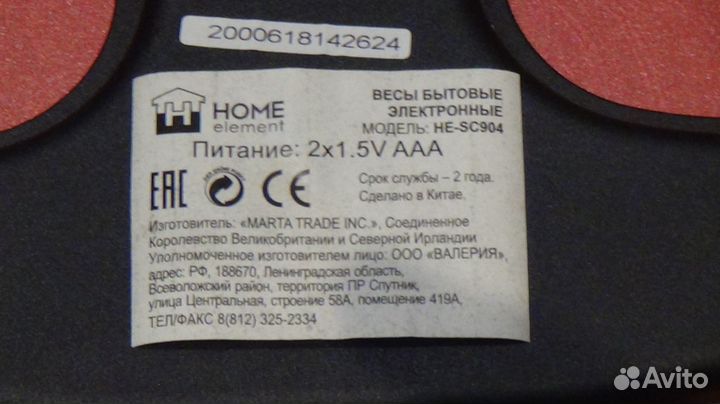 2000618142624
HOME
element
ВЕСЫ БЫТОВЫЕ
ЭЛЕКТРОННЫЕ
МОДЕЛЬ: HE-SC904
Питание: 2x1.5V AAA
EAC
CE
Срок службы – 2 года.
Сделано в Китае.
Изготовитель: «MARTA TRADE INC.», Соединенное
Королевство Великобритании и Северной Ирландии
Уполномоченное изготовителем лицо: ООО «ВАЛЕРИЯ»,
адрес: РФ, 188670, Ленинградская область,
Всеволожский район, территория ПР Спутник,
улица Центральная, строение 58А, помещение 419А,
ТЕЛ/ФАКС 8(812) 325-2334
Avito